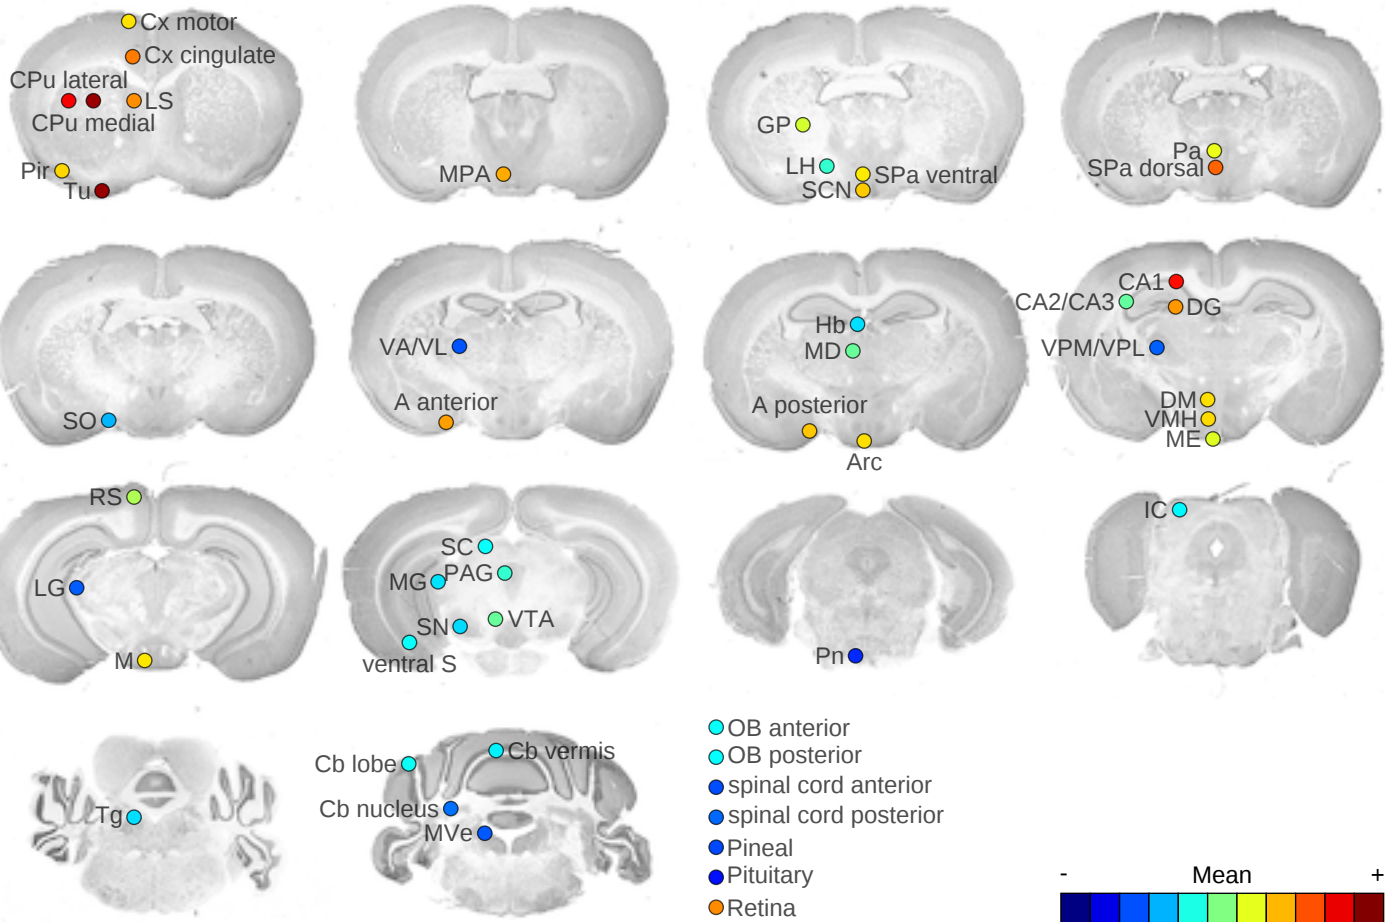 Cx motor
Cx cingulate
CPu lateral
LS
CPu medial
Pir
Tu
MPA
GP
LH
SPa ventral
SCN
Pa
SPa dorsal
SO
VA/VL
A anterior
Hb
MD
A posterior
Arc
CA1
CA2/CA3
DG
VPM/VPL
DM
VMH
ME
RS
LG
M
SC
MG
PAG
SN
VTA
ventral S
Pn
IC
Tg
Cb lobe
Cb vermis
Cb nucleus
MVe
OB anterior
OB posterior
spinal cord anterior
spinal cord posterior
Pineal
Pituitary
Retina
- Mean +